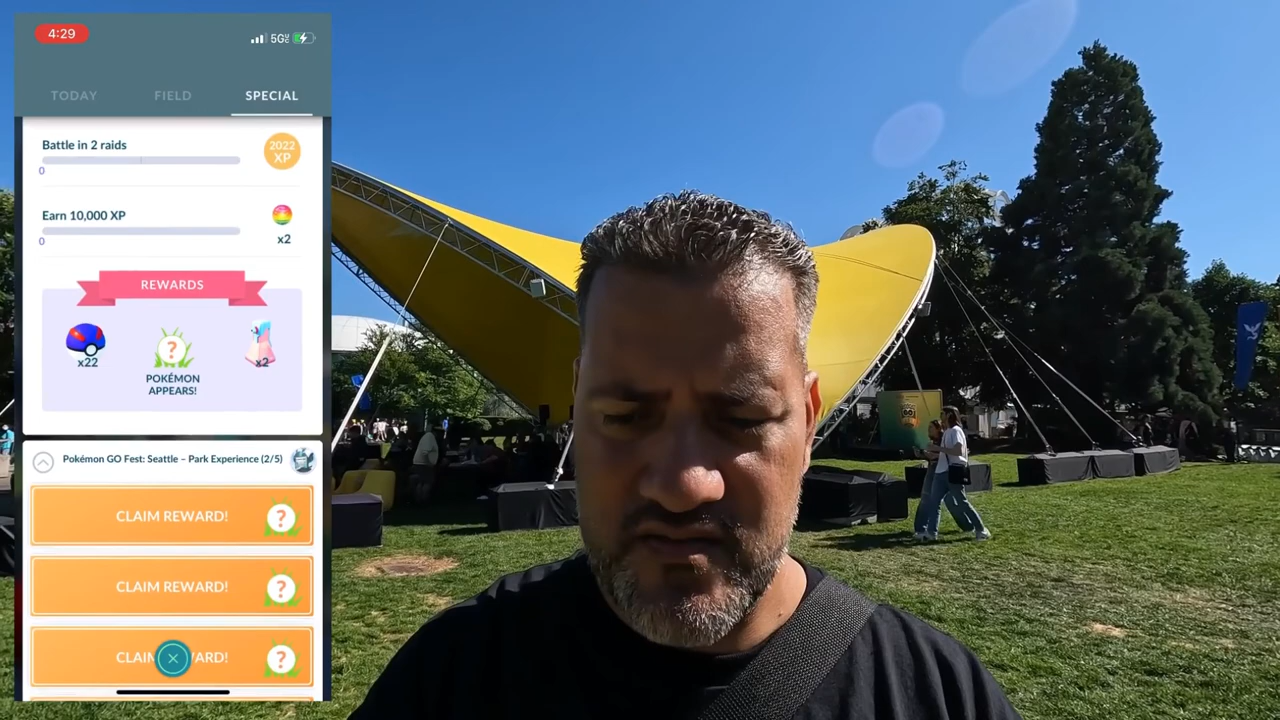 4:29
5G
TODAY FIELD SPECIAL
Battle in 2 raids
2022
XP
0
Earn 10,000 XP
x2
0
REWARDS
x22
?
x2
POKÉMON
APPEARS!
Pokémon GO Fest: Seattle – Park Experience (2/5)
CLAIM REWARD! ?
CLAIM REWARD! ?
?